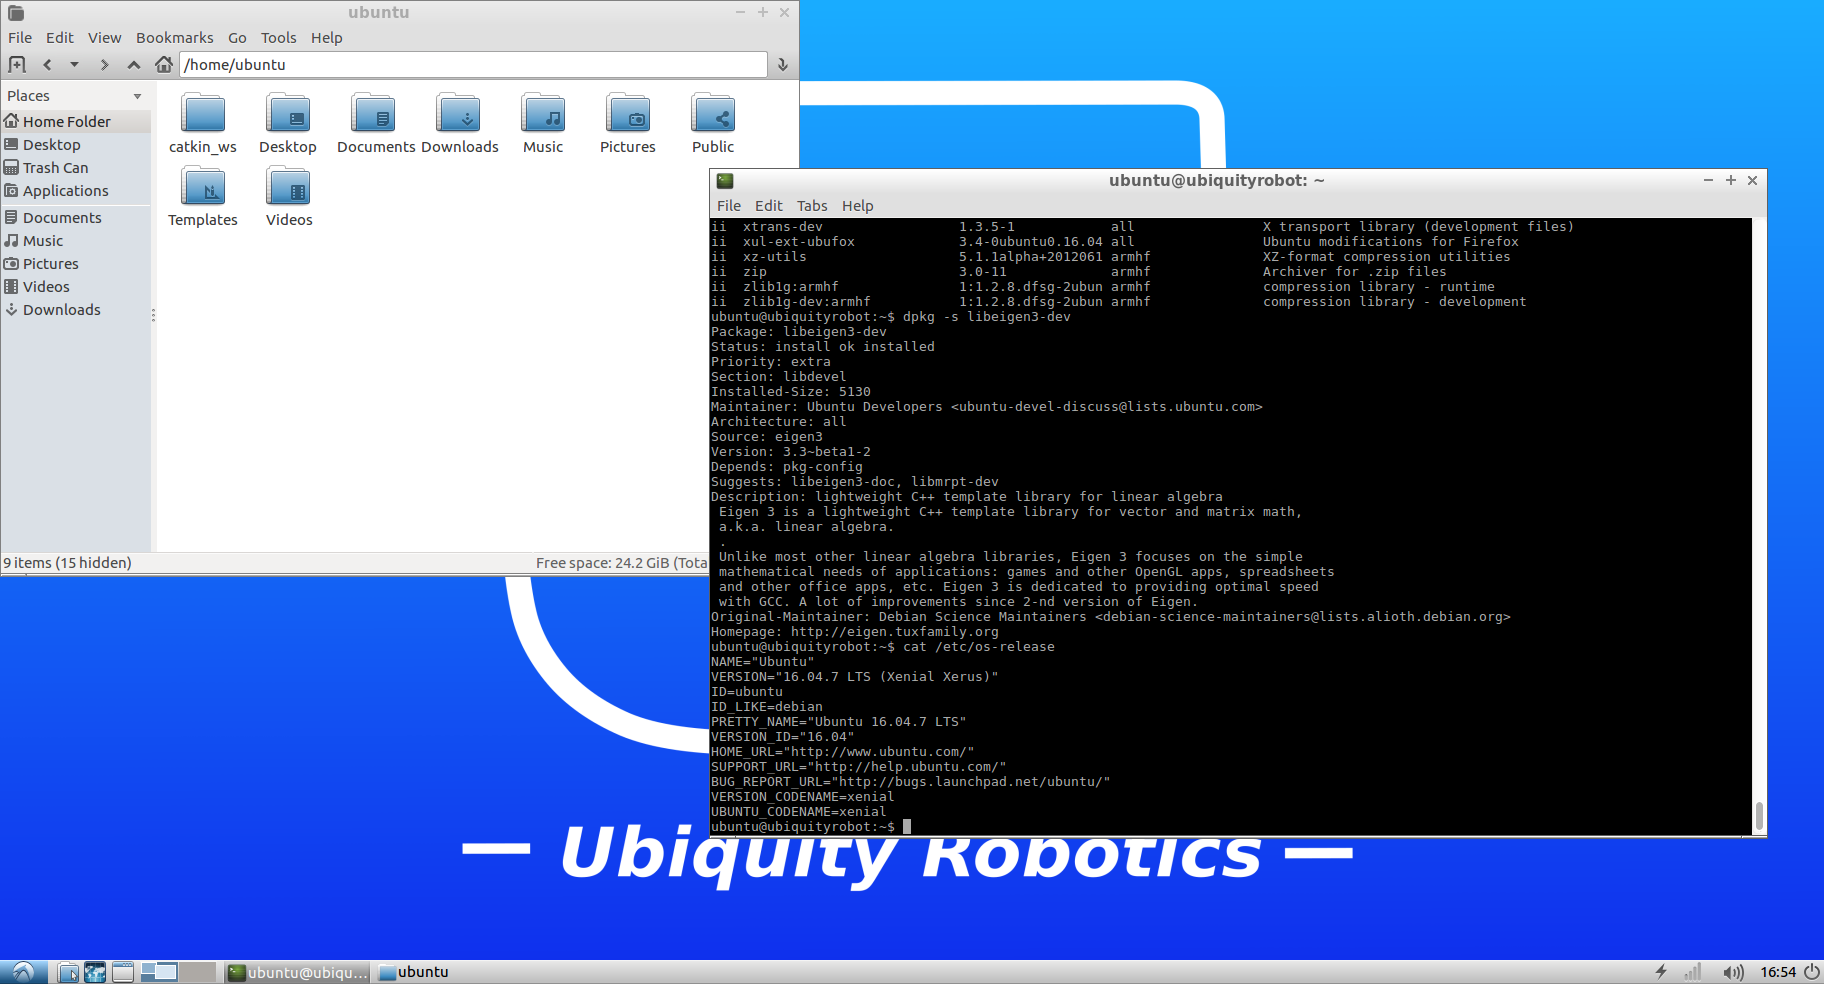 ubuntu
File Edit View Bookmarks Go Tools Help
/home/ubuntu
Places
Home Folder
Desktop
Trash Can
Applications
Documents
Music
Pictures
Videos
Downloads
catkin_ws Desktop Documents Downloads Music Pictures Public
Templates Videos
9 items (15 hidden) Free space: 24.2 GiB (Tota
ubuntu@ubiquityrobot: ~
File Edit Tabs Help
ii  xtrans-dev                 1.3.5-1            all                X transport library (development files)
ii  xul-ext-ubufox             3.4-0ubuntu0.16.04 all                Ubuntu modifications for Firefox
ii  xz-utils                   5.1.1alpha+2012061 armhf              XZ-format compression utilities
ii  zip                        3.0-11             armhf              Archiver for .zip files
ii  zlib1g:armhf               1:1.2.8.dfsg-2ubun armhf              compression library - runtime
ii  zlib1g-dev:armhf           1:1.2.8.dfsg-2ubun armhf              compression library - development
ubuntu@ubiquityrobot:~$ dpkg -s libeigen3-dev
Package: libeigen3-dev
Status: install ok installed
Priority: extra
Section: libdevel
Installed-Size: 5130
Maintainer: Ubuntu Developers <ubuntu-devel-discuss@lists.ubuntu.com>
Architecture: all
Source: eigen3
Version: 3.3~beta1-2
Depends: pkg-config
Suggests: libeigen3-doc, libmrpt-dev
Description: lightweight C++ template library for linear algebra
 Eigen 3 is a lightweight C++ template library for vector and matrix math,
 a.k.a. linear algebra.
 .
 Unlike most other linear algebra libraries, Eigen 3 focuses on the simple
 mathematical needs of applications: games and other OpenGL apps, spreadsheets
 and other office apps, etc. Eigen 3 is dedicated to providing optimal speed
 with GCC. A lot of improvements since 2-nd version of Eigen.
Original-Maintainer: Debian Science Maintainers <debian-science-maintainers@lists.alioth.debian.org>
Homepage: http://eigen.tuxfamily.org
ubuntu@ubiquityrobot:~$ cat /etc/os-release
NAME="Ubuntu"
VERSION="16.04.7 LTS (Xenial Xerus)"
ID=ubuntu
ID_LIKE=debian
PRETTY_NAME="Ubuntu 16.04.7 LTS"
VERSION_ID="16.04"
HOME_URL="http://www.ubuntu.com/"
SUPPORT_URL="http://help.ubuntu.com/"
BUG_REPORT_URL="http://bugs.launchpad.net/ubuntu/"
VERSION_CODENAME=xenial
UBUNTU_CODENAME=xenial
ubuntu@ubiquityrobot:~$
— Ubiquity Robotics —
ubuntu@ubiqu... ubuntu 16:54